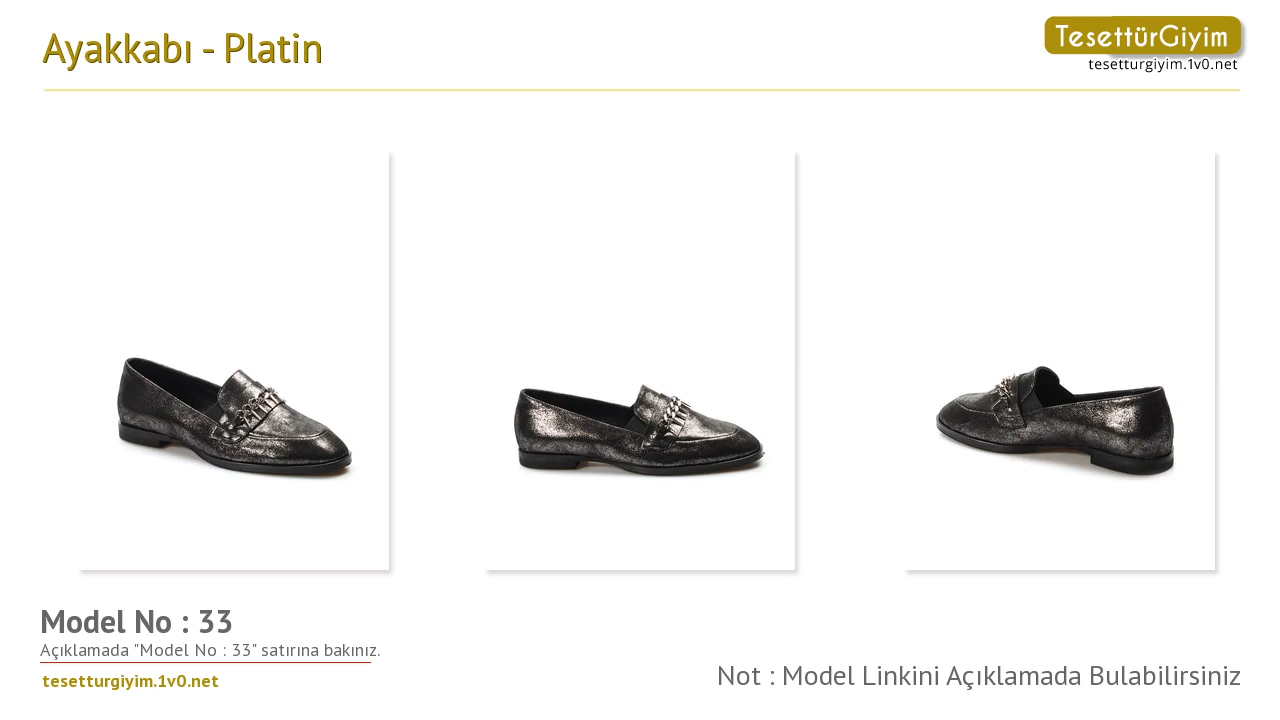 Ayakkabı - Platin
TesettürGiyim
tesetturgiyim.1v0.net
Model No : 33
Açıklamada "Model No : 33" satırına bakınız.
tesetturgiyim.1v0.net
Not : Model Linkini Açıklamada Bulabilirsiniz